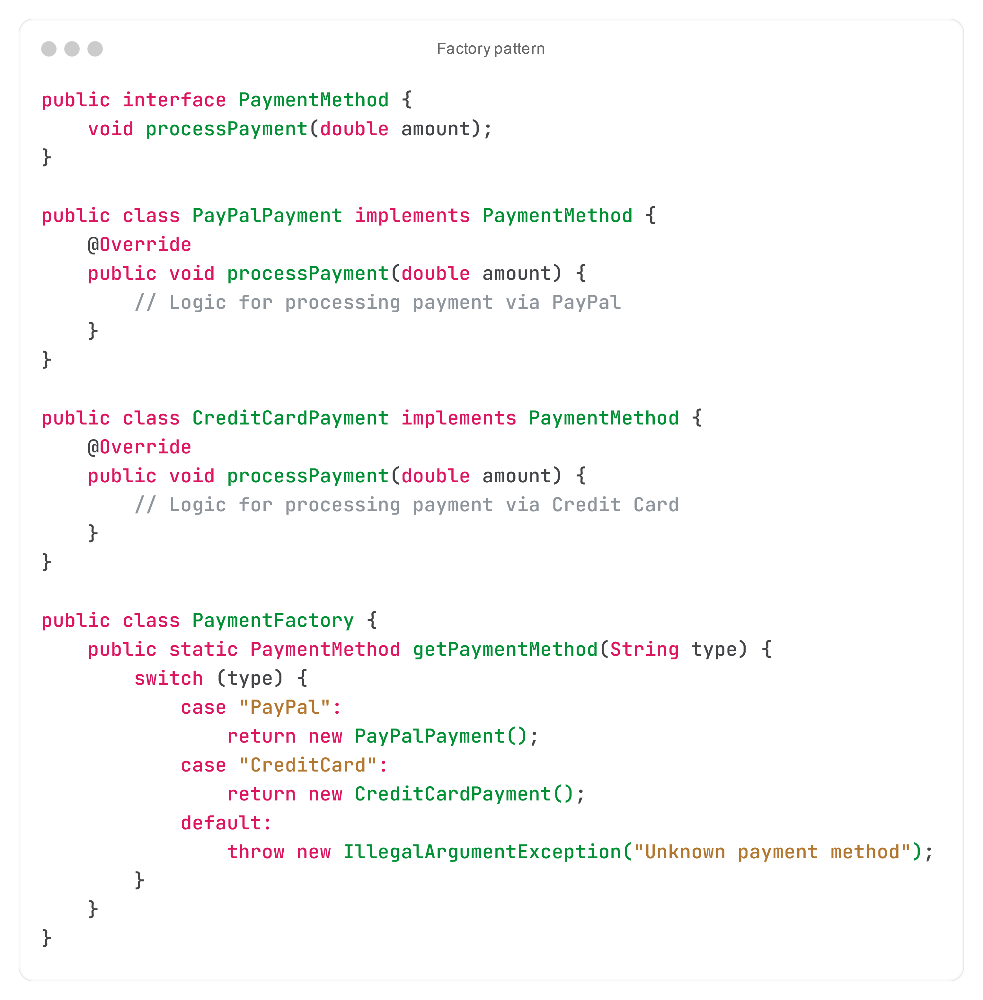 Factory pattern
public interface PaymentMethod {
    void processPayment(double amount);
}

public class PayPalPayment implements PaymentMethod {
    @Override
    public void processPayment(double amount) {
        // Logic for processing payment via PayPal
    }
}

public class CreditCardPayment implements PaymentMethod {
    @Override
    public void processPayment(double amount) {
        // Logic for processing payment via Credit Card
    }
}

public class PaymentFactory {
    public static PaymentMethod getPaymentMethod(String type) {
        switch (type) {
            case "PayPal":
                return new PayPalPayment();
            case "CreditCard":
                return new CreditCardPayment();
            default:
                throw new IllegalArgumentException("Unknown payment method");
        }
    }
}